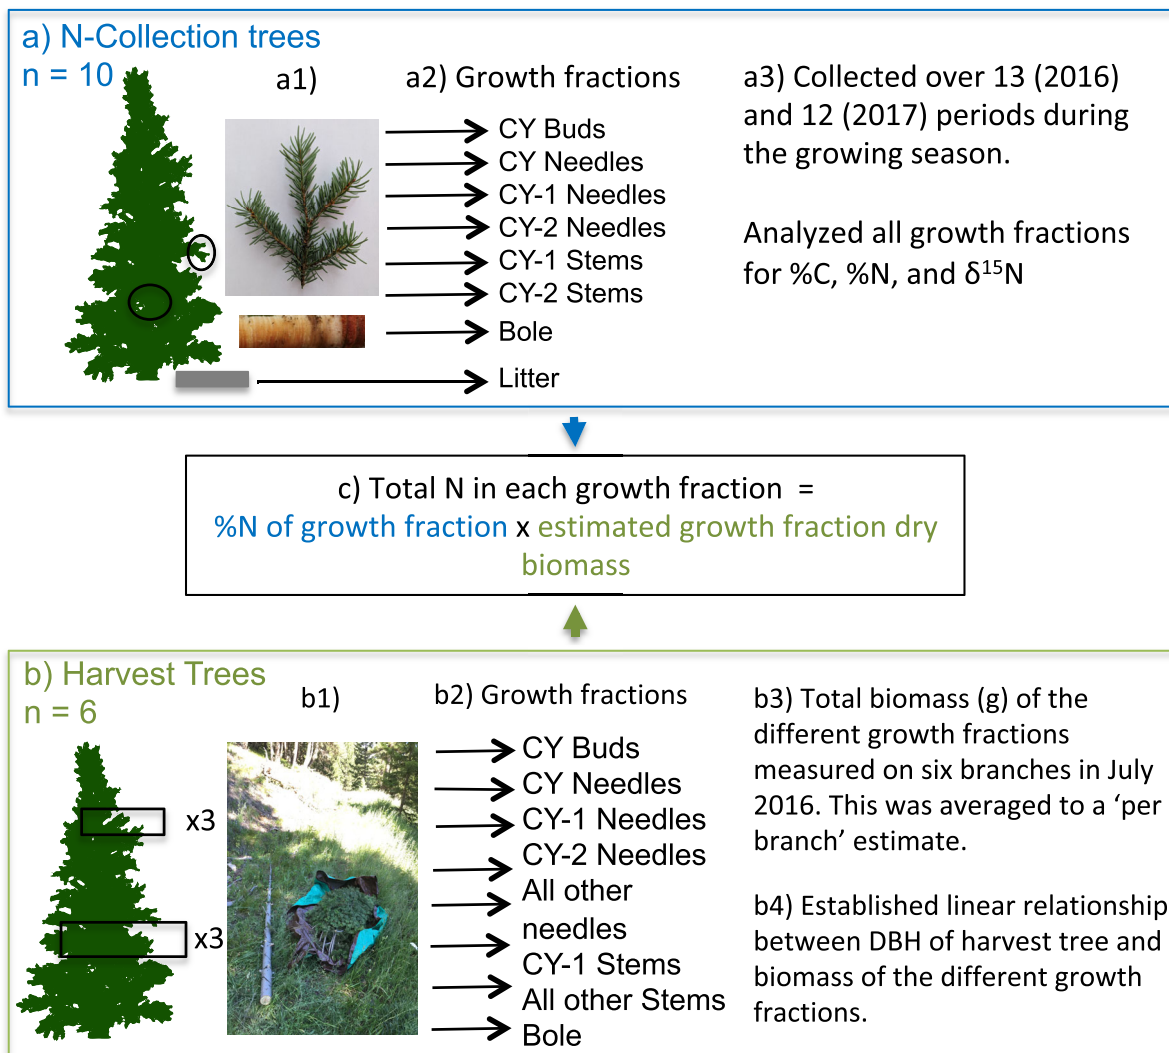 a) N-Collection trees
n = 10
a1)
a2) Growth fractions
CY Buds
CY Needles
CY-1 Needles
CY-2 Needles
CY-1 Stems
CY-2 Stems
Bole
Litter
a3) Collected over 13 (2016)
and 12 (2017) periods during
the growing season.
Analyzed all growth fractions
for %C, %N, and δ¹⁵N
c) Total N in each growth fraction =
%N of growth fraction x estimated growth fraction dry
biomass
b) Harvest Trees
n = 6
x3
x3
b1)
b2) Growth fractions
CY Buds
CY Needles
CY-1 Needles
CY-2 Needles
All other
needles
CY-1 Stems
All other Stems
Bole
b3) Total biomass (g) of the
different growth fractions
measured on six branches in July
2016. This was averaged to a ‘per
branch’ estimate.
b4) Established linear relationship
between DBH of harvest tree and
biomass of the different growth
fractions.